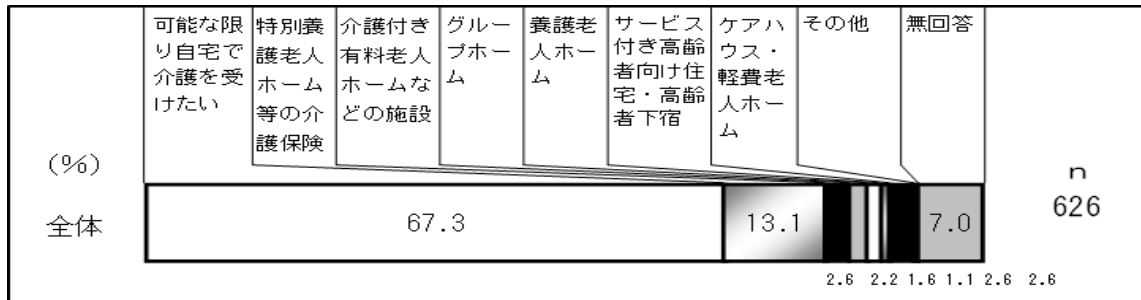 可能な限
り自宅で
介護を受
けたい
特別養
護老人
ホーム
等の介
護保険
介護付き
有料老人
ホームな
どの施設
グルー
プホー
ム
養護老
人ホー
ム
サービス
付き高齢
者向け住
宅・高齢
者下宿
ケアハ
ウス・
軽費老
人ホー
ム
その他
無回答
(%)
n
全体
67.3
13.1
7.0
626
2.6 2.2 1.6 1.1 2.6 2.6